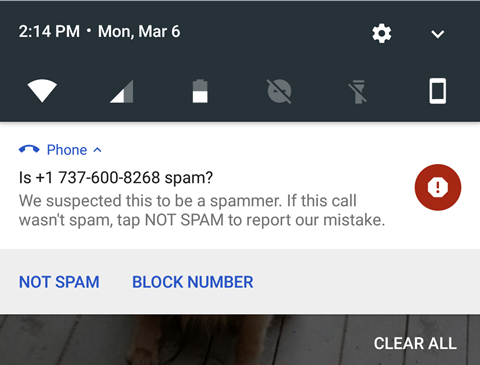 2:14 PM • Mon, Mar 6
Phone
Is +1 737-600-8268 spam?
We suspected this to be a spammer. If this call
wasn't spam, tap NOT SPAM to report our mistake.
NOT SPAM BLOCK NUMBER
CLEAR ALL